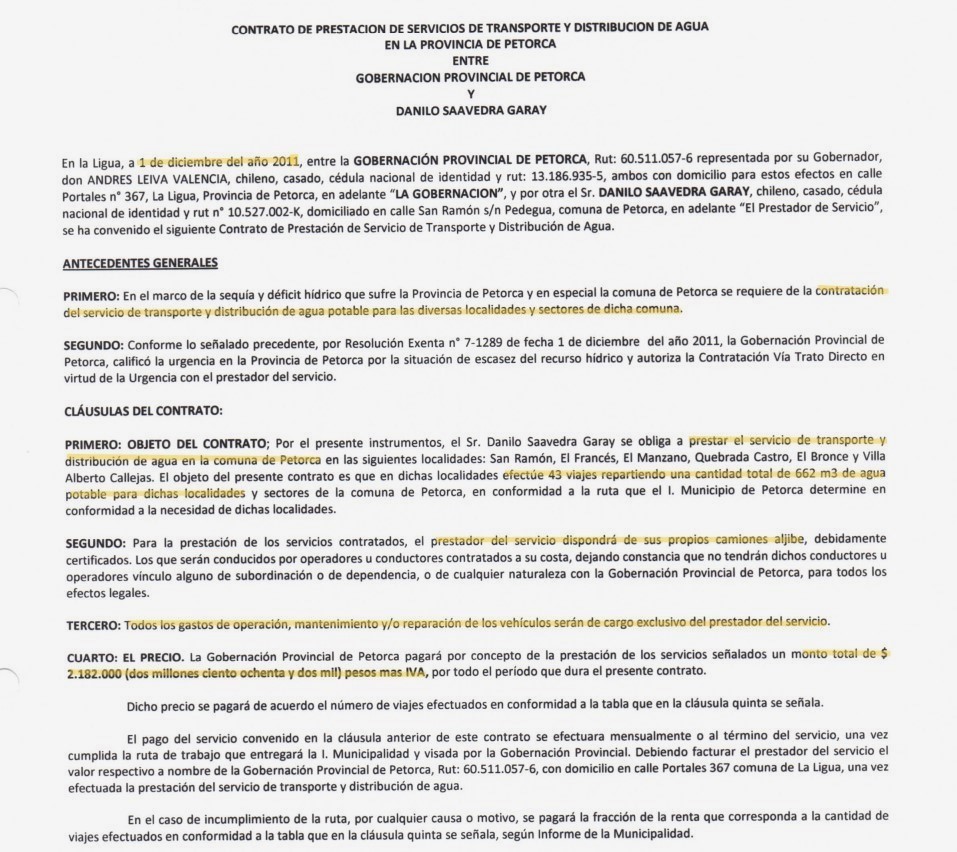 CONTRATO DE PRESTACION DE SERVICIOS DE TRANSPORTE Y DISTRIBUCION DE AGUA
EN LA PROVINCIA DE PETORCA
ENTRE
GOBERNACION PROVINCIAL DE PETORCA
Y
DANILO SAAVEDRA GARAY
En la Ligua, a 1 de diciembre del año 2011, entre la GOBERNACIÓN PROVINCIAL DE PETORCA, Rut: 60.511.057-6 representada por su Gobernador,
don ANDRES LEIVA VALENCIA, chileno, casado, cédula nacional de identidad y rut: 13.186.935-5, ambos con domicilio para estos efectos en calle
Portales n° 367, La Ligua, Provincia de Petorca, en adelante "LA GOBERNACION", y por otra el Sr. DANILO SAAVEDRA GARAY, chileno, casado, cédula
nacional de identidad y rut n° 10.527.002-K, domiciliado en calle San Ramón s/n Pedegua, comuna de Petorca, en adelante "El Prestador de Servicio",
se ha convenido el siguiente Contrato de Prestación de Servicio de Transporte y Distribución de Agua.
ANTECEDENTES GENERALES
PRIMERO: En el marco de la sequía y déficit hídrico que sufre la Provincia de Petorca y en especial la comuna de Petorca se requiere de la contratación
del servicio de transporte y distribución de agua potable para las diversas localidades y sectores de dicha comuna.
SEGUNDO: Conforme lo señalado precedente, por Resolución Exenta n° 7-1289 de fecha 1 de diciembre del año 2011, la Gobernación Provincial de
Petorca, calificó la urgencia en la Provincia de Petorca por la situación de escasez del recurso hídrico y autoriza la Contratación Vía Trato Directo en
virtud de la Urgencia con el prestador del servicio.
CLÁUSULAS DEL CONTRATO:
PRIMERO: OBJETO DEL CONTRATO; Por el presente instrumentos, el Sr. Danilo Saavedra Garay se obliga a prestar el servicio de transporte y
distribución de agua en la comuna de Petorca en las siguientes localidades: San Ramón, El Francés, El Manzano, Quebrada Castro, El Bronce y Villa
Alberto Callejas. El objeto del presente contrato es que en dichas localidades efectúe 43 viajes repartiendo una cantidad total de 662 m3 de agua
potable para dichas localidades y sectores de la comuna de Petorca, en conformidad a la ruta que el I. Municipio de Petorca determine en
conformidad a la necesidad de dichas localidades.
SEGUNDO: Para la prestación de los servicios contratados, el prestador del servicio dispondrá de sus propios camiones aljibe, debidamente
certificados. Los que serán conducidos por operadores u conductores contratados a su costa, dejando constancia que no tendrán dichos conductores u
operadores vínculo alguno de subordinación o de dependencia, o de cualquier naturaleza con la Gobernación Provincial de Petorca, para todos los
efectos legales.
TERCERO: Todos los gastos de operación, mantenimiento y/o reparación de los vehículos serán de cargo exclusivo del prestador del servicio.
CUARTO: EL PRECIO. La Gobernación Provincial de Petorca pagará por concepto de la prestación de los servicios señalados un monto total de $
2.182.000 (dos millones ciento ochenta y dos mil) pesos mas IVA, por todo el período que dura el presente contrato.
Dicho precio se pagará de acuerdo el número de viajes efectuados en conformidad a la tabla que en la cláusula quinta se señala.
El pago del servicio convenido en la cláusula anterior de este contrato se efectuara mensualmente o al término del servicio, una vez
cumplida la ruta de trabajo que entregará la I. Municipalidad y visada por la Gobernación Provincial. Debiendo facturar el prestador del servicio el
valor respectivo a nombre de la Gobernación Provincial de Petorca, Rut: 60.511.057-6, con domicilio en calle Portales 367 comuna de La Ligua, una vez
efectuada la prestación del servicio de transporte y distribución de agua.
En el caso de incumplimiento de la ruta, por cualquier causa o motivo, se pagará la fracción de la renta que corresponda a la cantidad de
viajes efectuados en conformidad a la tabla que en la cláusula quinta se señala, según Informe de la Municipalidad.